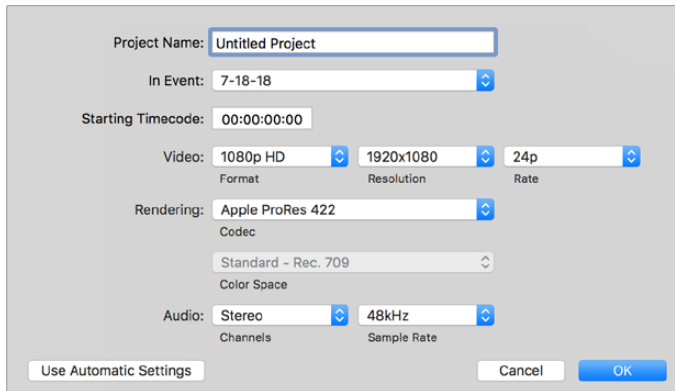 Project Name: Untitled Project
In Event: 7-18-18
Starting Timecode: 00:00:00:00
Video: 1080p HD 1920x1080 24p
Format Resolution Rate
Rendering: Apple ProRes 422
Codec
Standard - Rec. 709
Color Space
Audio: Stereo 48kHz
Channels Sample Rate
Use Automatic Settings Cancel OK